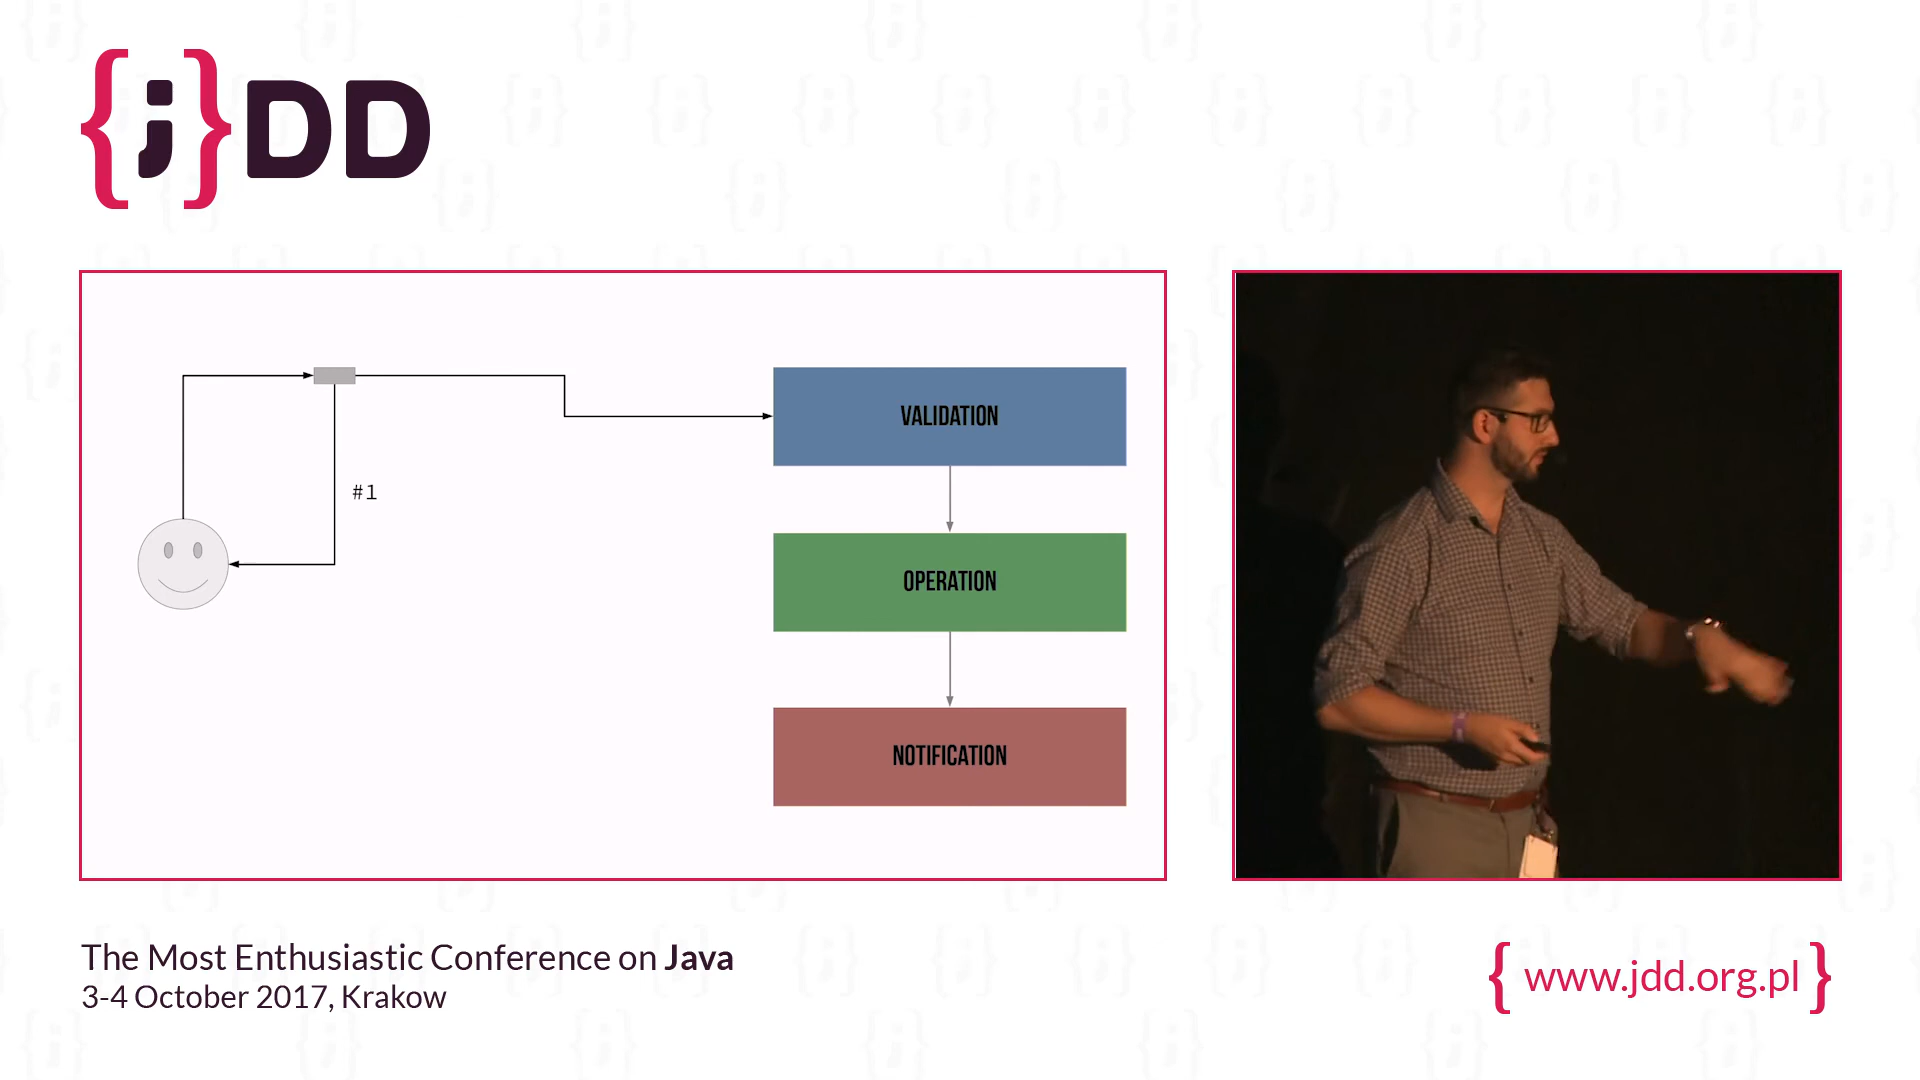 {;}DD
#1
VALIDATION
OPERATION
NOTIFICATION
The Most Enthusiastic Conference on Java
3-4 October 2017, Krakow
{ www.jdd.org.pl }